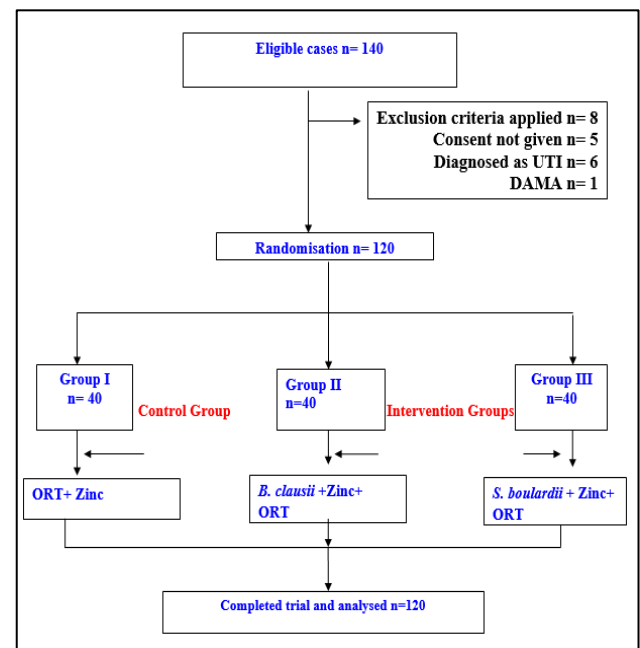 Eligible cases n= 140
Exclusion criteria applied n= 8
Consent not given n= 5
Diagnosed as UTI n= 6
DAMA n= 1
Randomisation n= 120
Group I
n= 40
Control Group
Group II
n=40
Intervention Groups
Group III
n=40
ORT+ Zinc
B. clausii +Zinc+
ORT
S. boulardii + Zinc+
ORT
Completed trial and analysed n=120